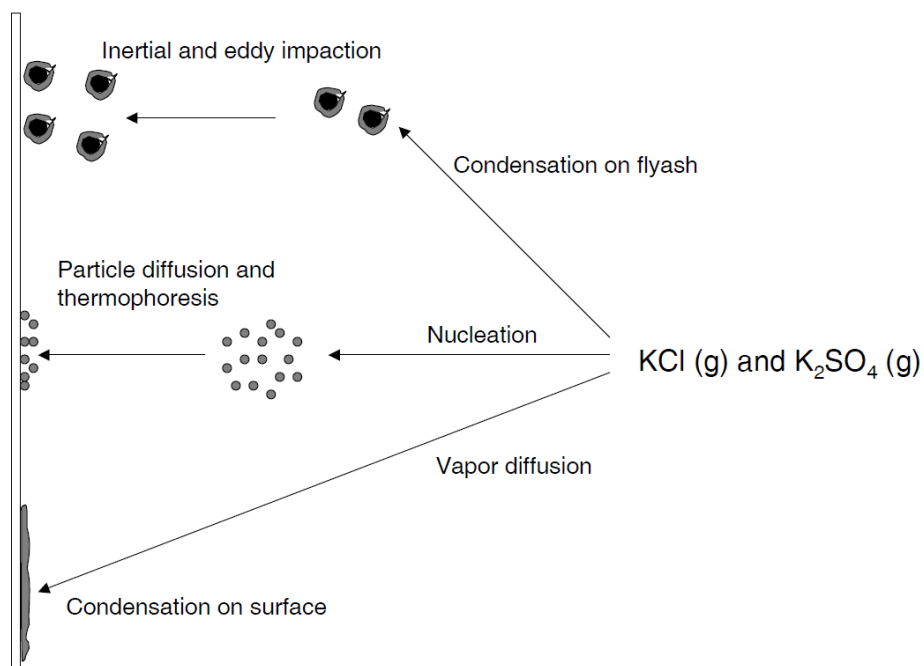 Inertial and eddy impaction
Condensation on flyash
Particle diffusion and
thermophoresis
Nucleation
KCl (g) and K₂SO₄ (g)
Vapor diffusion
Condensation on surface